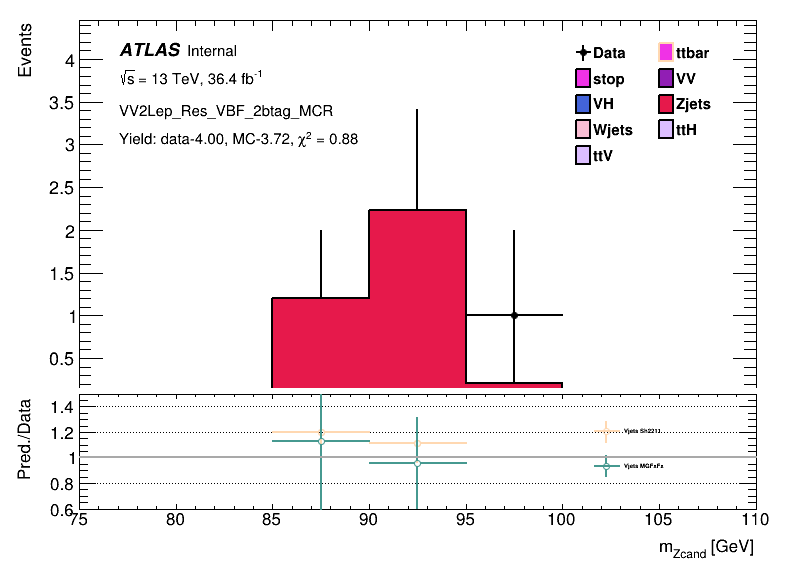 Events
ATLAS Internal
√s = 13 TeV, 36.4 fb⁻¹
VV2Lep_Res_VBF_2btag_MCR
Yield: data-4.00, MC-3.72, χ² = 0.88
Data
ttbar
stop
VV
VH
Zjets
Wjets
ttH
ttV
4
3.5
3
2.5
2
1.5
1
0.5
Pred./Data
1.4
1.2
1
0.8
0.6
Vjets Sh2211
Vjets MGFxFx
75 80 85 90 95 100 105 110
m_Zcand [GeV]